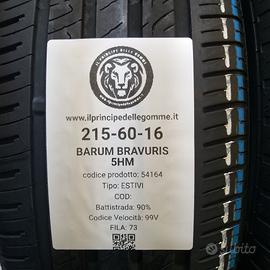 IL PRINCIPE DELLE GOMME
www.ilprincipedellegomme.it
215-60-16
BARUM BRAVURIS
5HM
codice prodotto: 54164
Tipo: ESTIVI
COD:
Battistrada: 90%
Codice Velocità: 99V
FILA: 73
subito